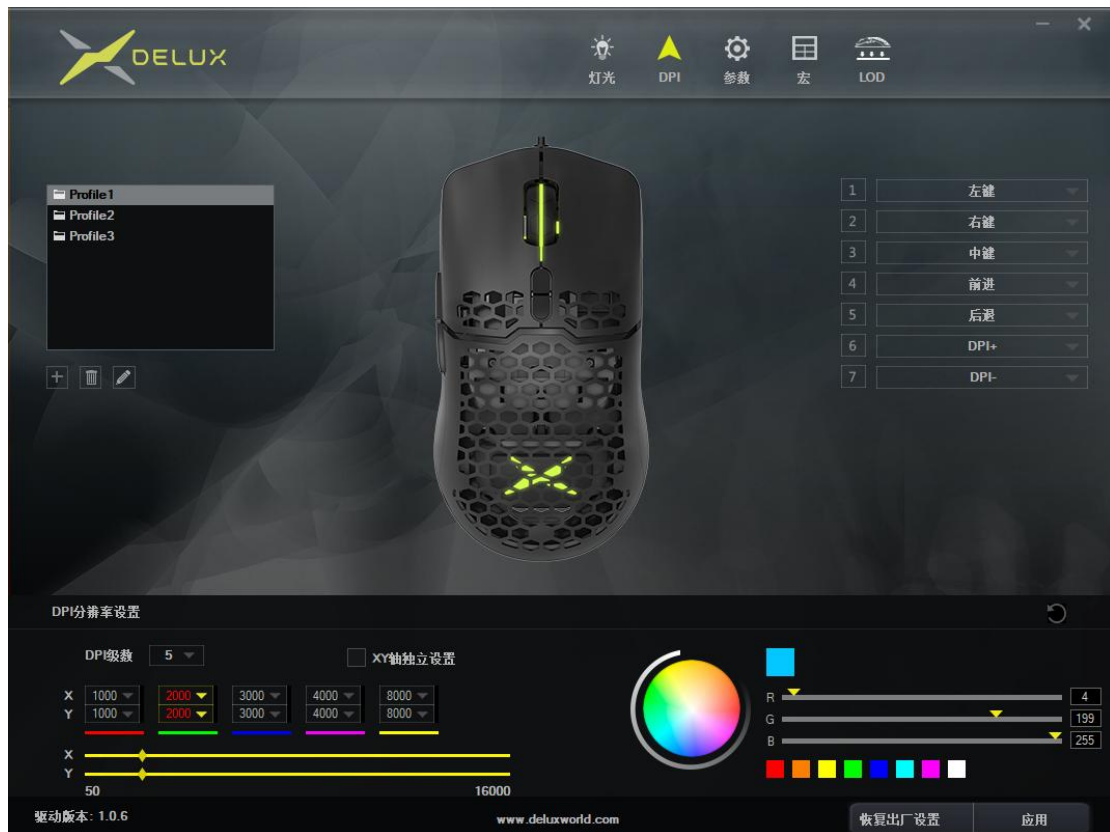 DELUX
灯光 DPI 参数 宏 LOD
Profile1
Profile2
Profile3
1 左键
2 右键
3 中键
4 前进
5 后退
6 DPI+
7 DPI-
DPI分辨率设置
DPI级数 5 XY轴独立设置
X 1000 2000 3000 4000 8000
Y 1000 2000 3000 4000 8000
X
Y
50 16000
R 4
G 199
B 255
驱动版本: 1.0.6 www.deluxworld.com 恢复出厂设置 应用